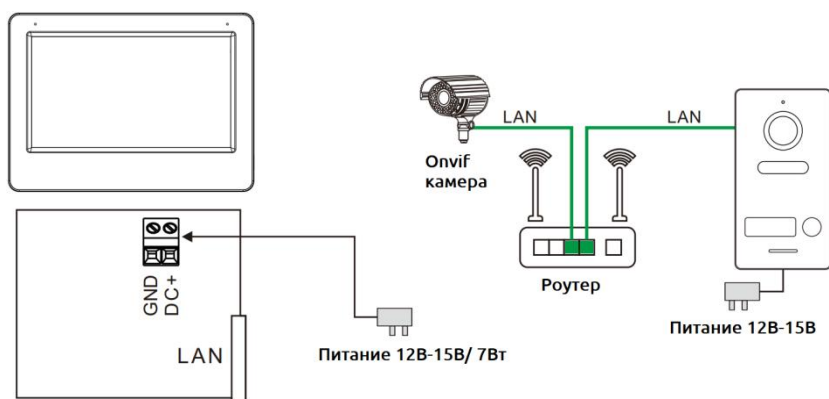 LAN
LAN
Onvif
камера
Роутер
GND
DC+
LAN
Питание 12В-15В/ 7Вт
Питание 12В-15В